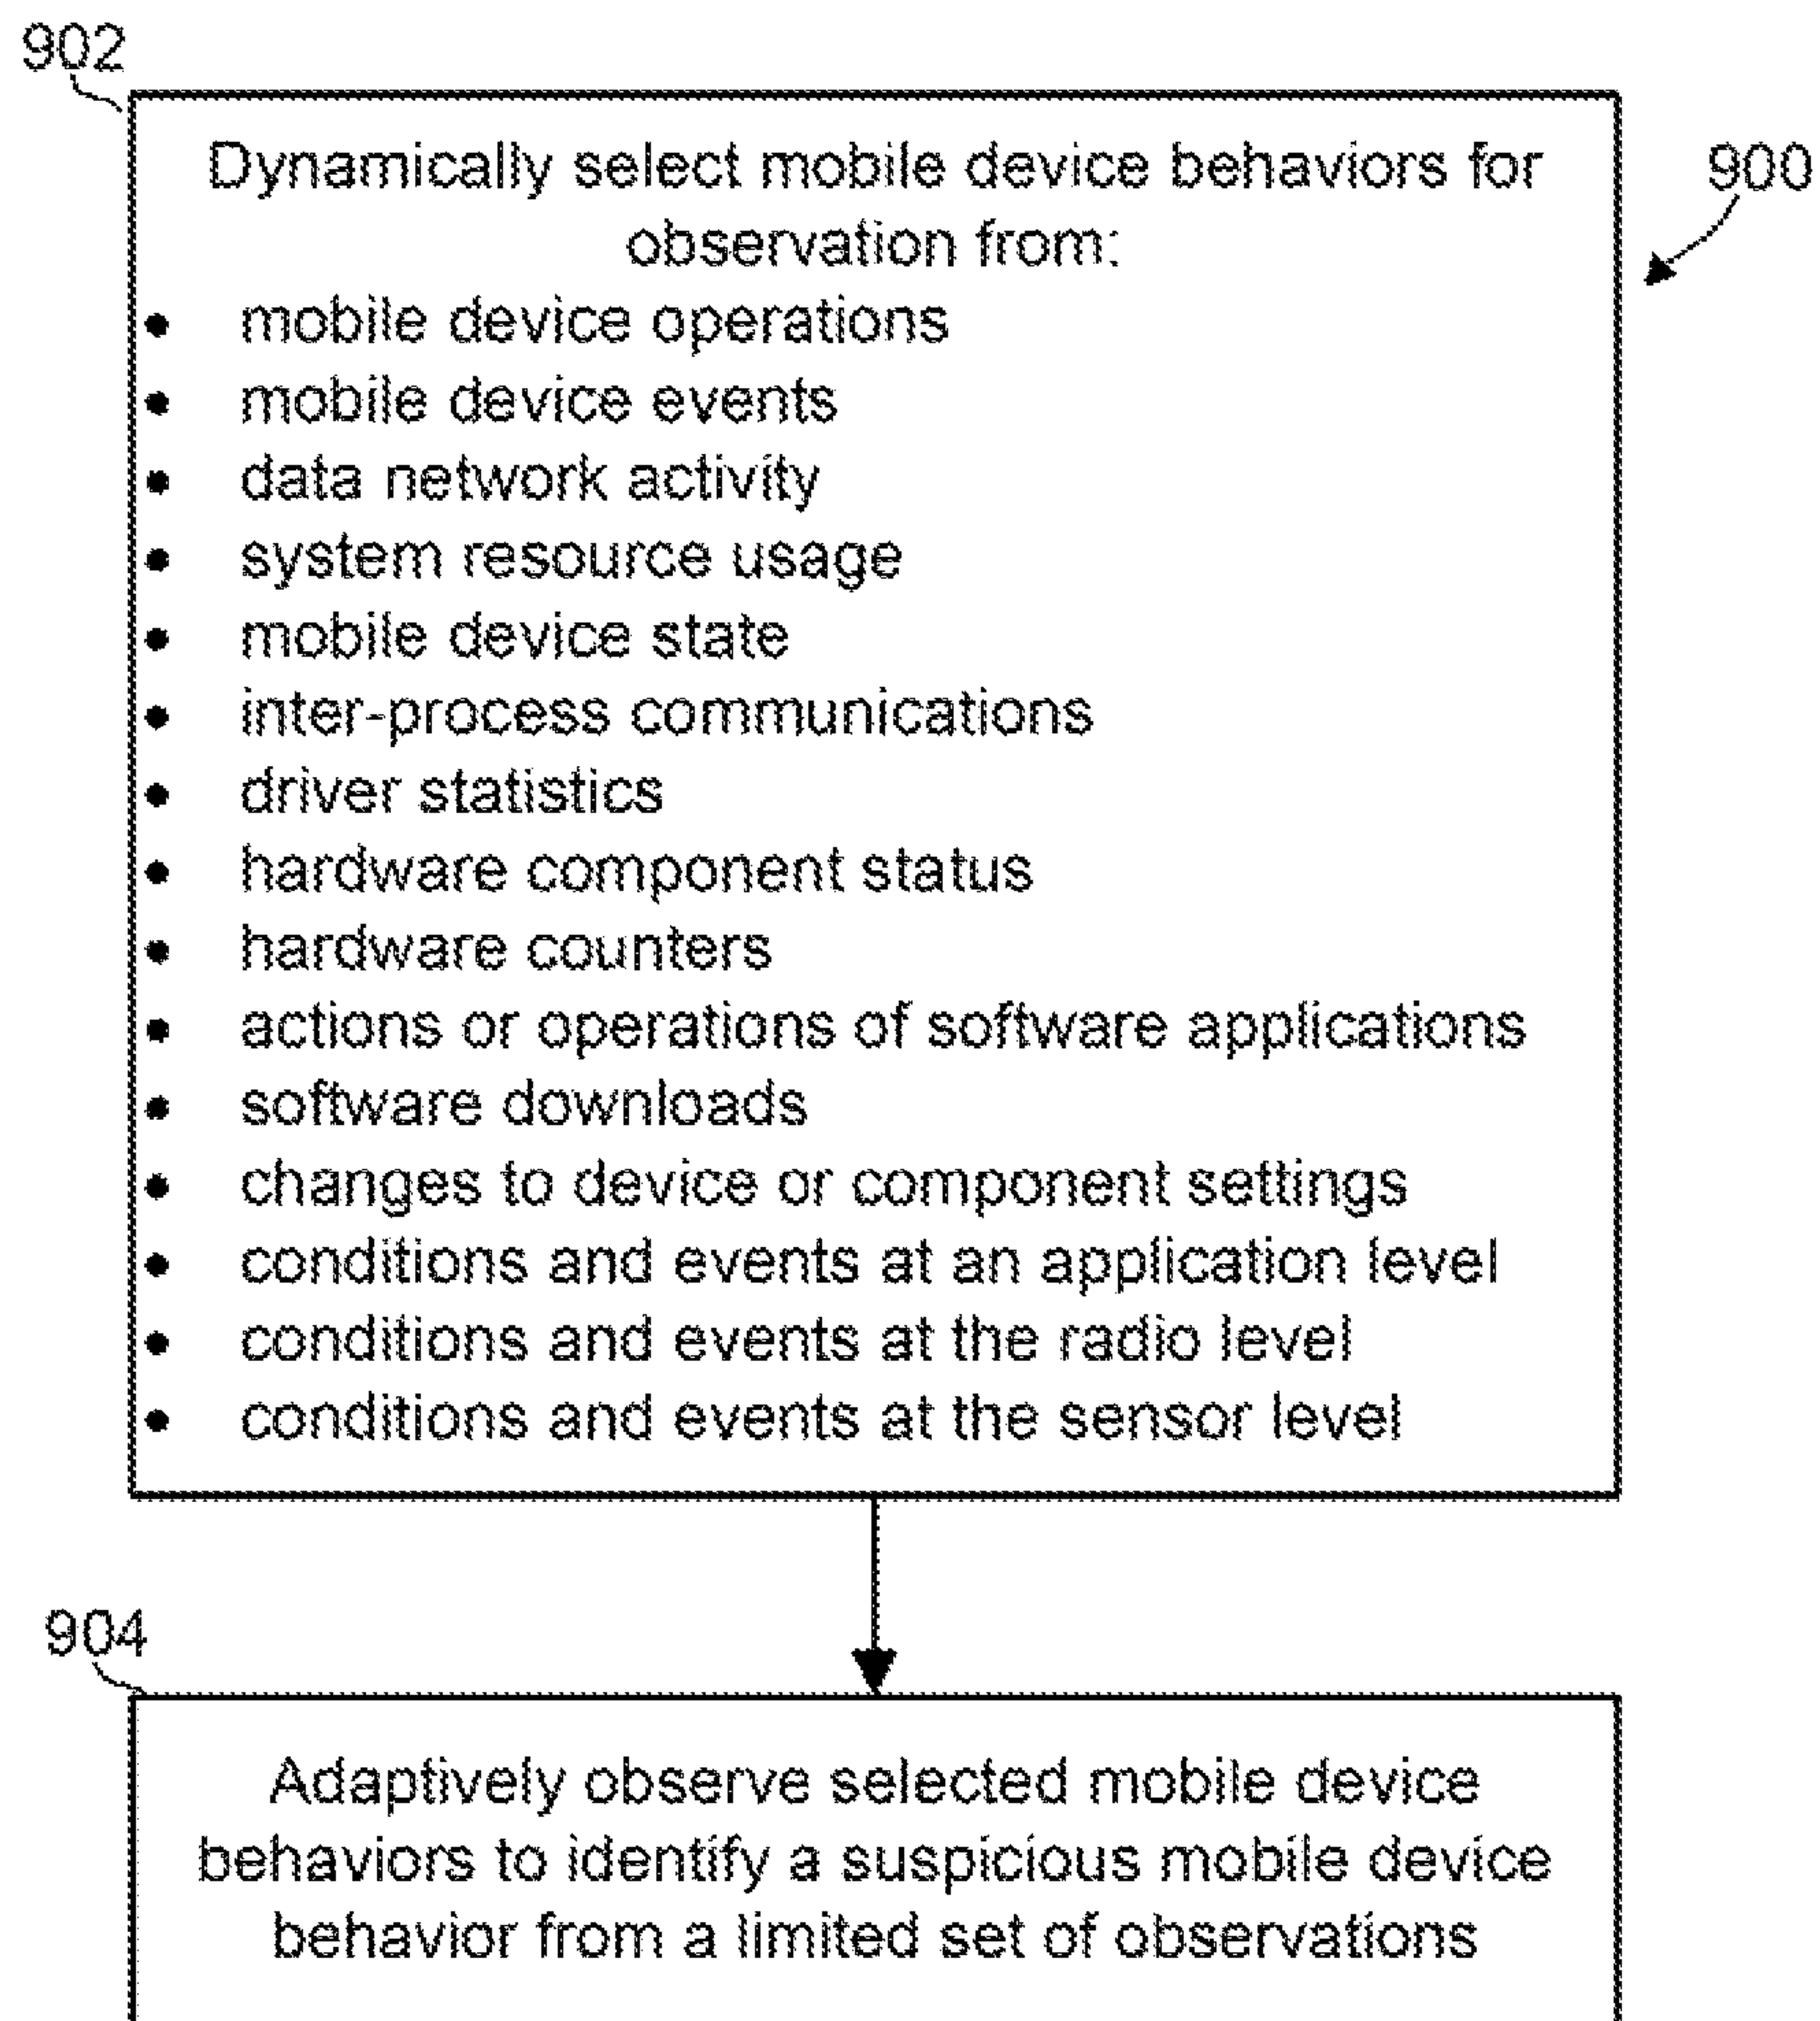 902
Dynamically select mobile device behaviors for
900
observation from:
• mobile device operations
• mobile device events
• data network activity
• system resource usage
• mobile device state
• inter-process communications
• driver statistics
• hardware component status
• hardware counters
• actions or operations of software applications
• software downloads
• changes to device or component settings
• conditions and events at an application level
• conditions and events at the radio level
• conditions and events at the sensor level
904
Adaptively observe selected mobile device
behaviors to identify a suspicious mobile device
behavior from a limited set of observations